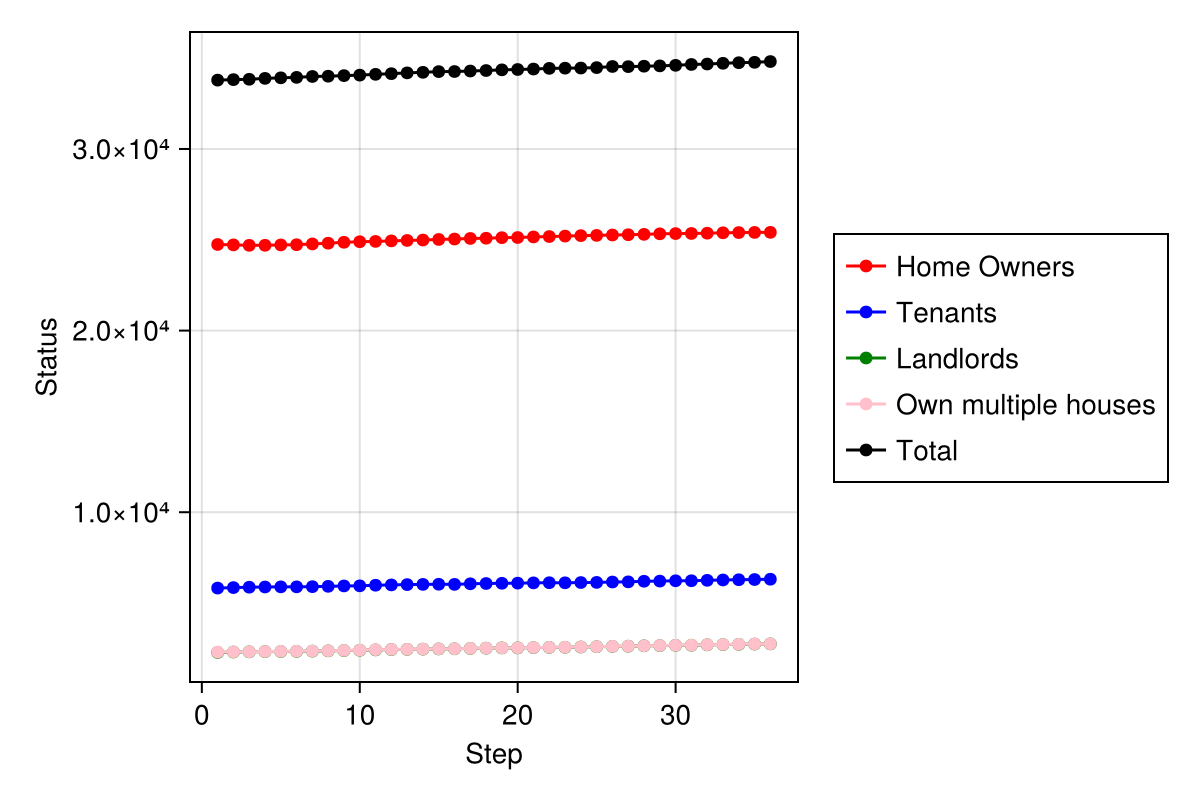 3.0×10⁴
2.0×10⁴
1.0×10⁴
Status
0 10 20 30
Step
Home Owners
Tenants
Landlords
Own multiple houses
Total